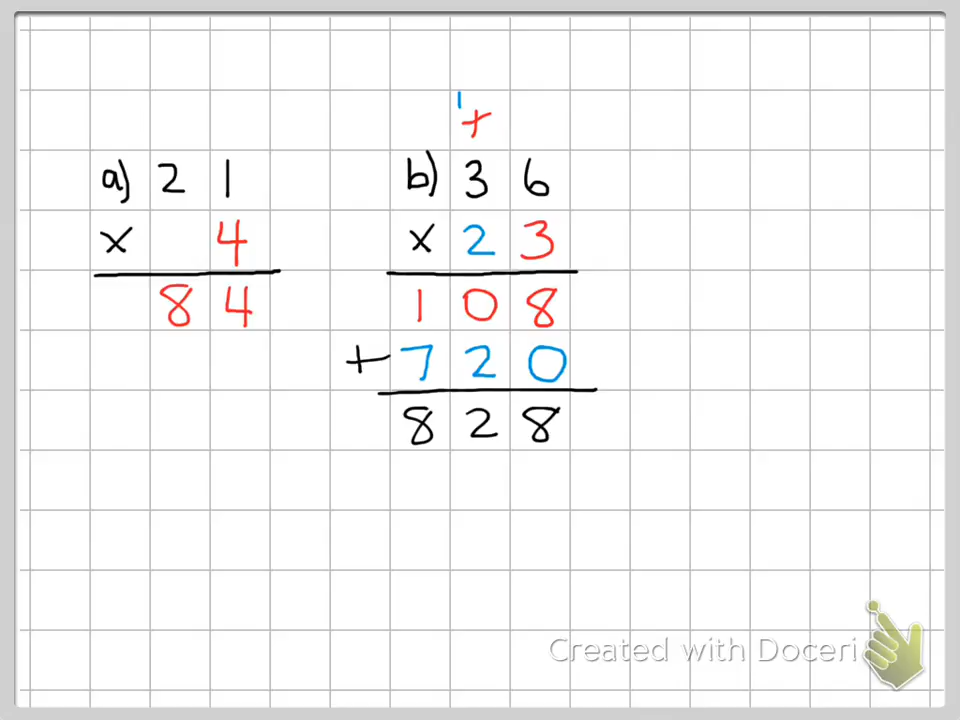 1
+
a) 2 1
x 4
8 4
b) 3 6
x 2 3
1 0 8
+ 7 2 0
8 2 8
Created with Doceri